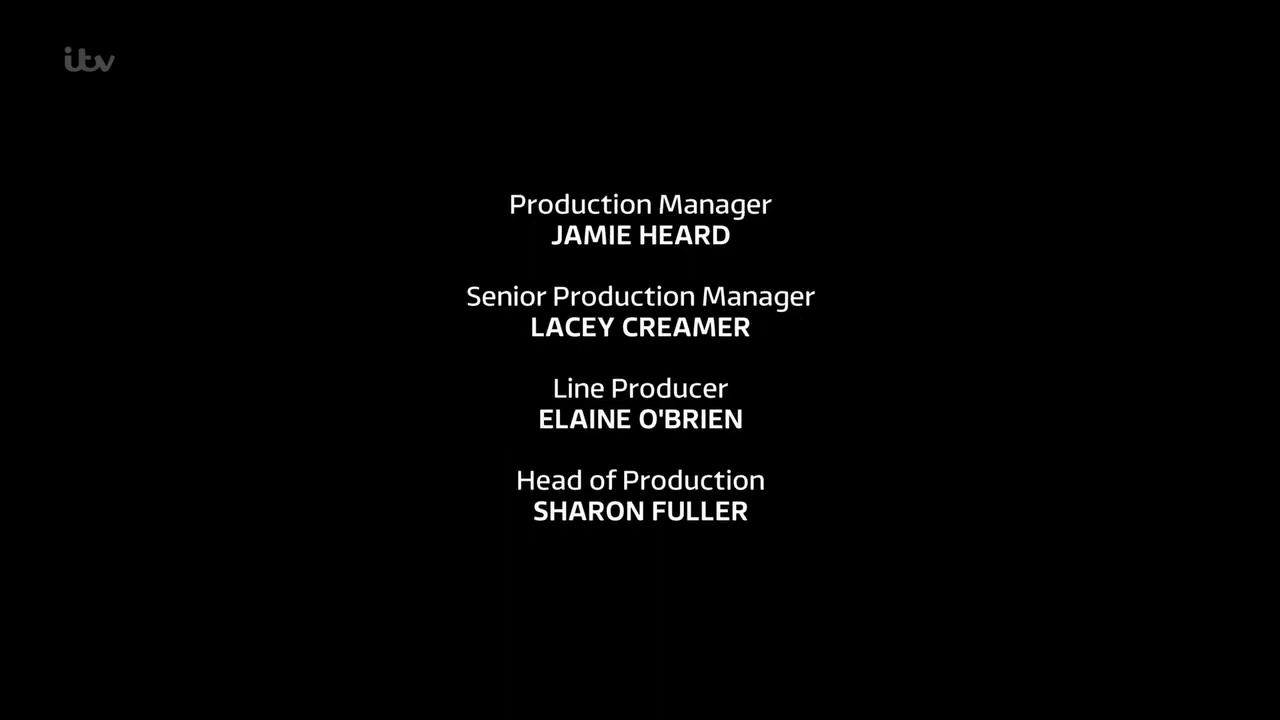 itv
Production Manager
JAMIE HEARD
Senior Production Manager
LACEY CREAMER
Line Producer
ELAINE O'BRIEN
Head of Production
SHARON FULLER